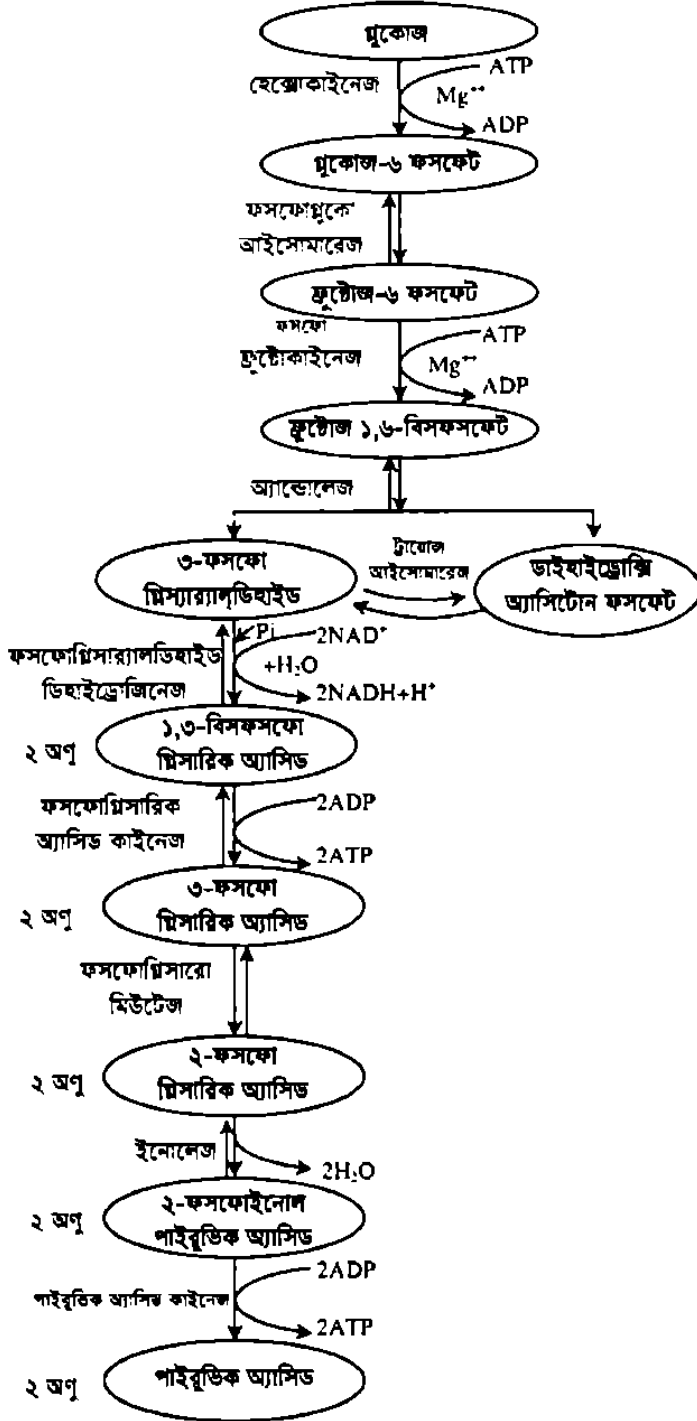 গ্লুকোজ
হেক্সোকাইনেজ
ATP
Mg⁺⁺
ADP
গ্লুকোজ-৬ ফসফেট
ফসফোগ্লুকো
আইসোমারেজ
ফ্রুক্টোজ-৬ ফসফেট
ফসফো
ফ্রুক্টোকাইনেজ
ATP
Mg⁺⁺
ADP
ফ্রুক্টোজ ১,৬-বিসফসফেট
অ্যান্ডোলেজ
৩-ফসফো
গ্লিস্যার‍্যাল্ডিহাইড
ট্রায়োজ
আইসোমারেজ
ডাইহাইড্রোক্সি
অ্যাসিটোন ফসফেট
ফসফোগ্লিসার‍্যালডিহাইড
ডিহাইড্রোজিনেজ
Pi
2NAD⁺
+H₂O
2NADH+H⁺
২ অণু
১,৩-বিসফসফো
গ্লিসারিক অ্যাসিড
ফসফোগ্লিসারিক
অ্যাসিড কাইনেজ
2ADP
2ATP
২ অণু
৩-ফসফো
গ্লিসারিক অ্যাসিড
ফসফোগ্লিসারো
মিউটেজ
২ অণু
২-ফসফো
গ্লিসারিক অ্যাসিড
ইনোলেজ
2H₂O
২ অণু
২-ফসফোইনোল
পাইরুভিক অ্যাসিড
পাইরুভিক অ্যাসিড কাইনেজ
2ADP
2ATP
২ অণু
পাইরুভিক অ্যাসিড